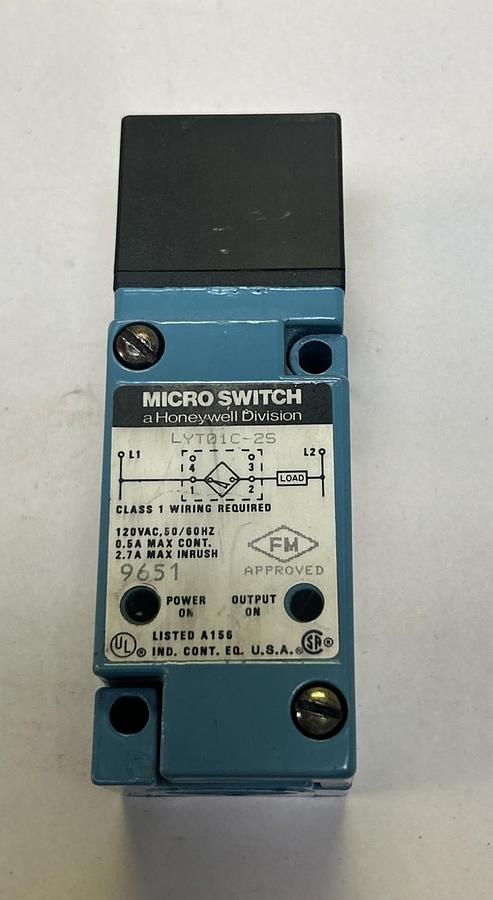 MICRO SWITCH
a Honeywell Division
LYT01C-2S
L1 4 3 L2
1 2 LOAD
CLASS 1 WIRING REQUIRED
120VAC, 50/60HZ
0.5A MAX CONT.
2.7A MAX INRUSH
FM
9651 APPROVED
POWER ON
OUTPUT ON
UL ® LISTED A156
IND. CONT. EQ. U.S.A. SA ®